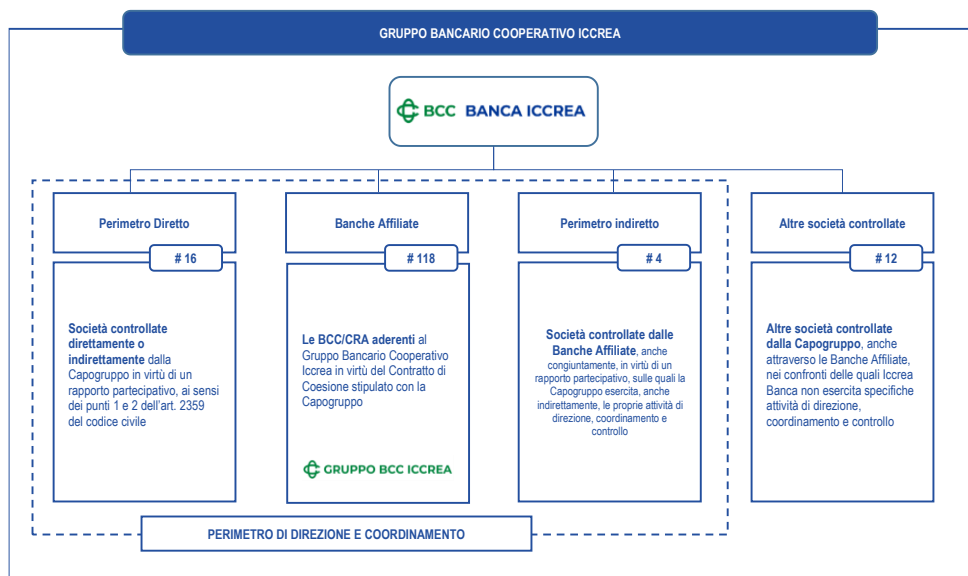 GRUPPO BANCARIO COOPERATIVO ICCREA
BCC BANCA ICCREA
Perimetro Diretto
# 16
Società controllate
direttamente o
indirettamente dalla
Capogruppo in virtù di un
rapporto partecipativo, ai sensi
dei punti 1 e 2 dell'art. 2359
del codice civile
Banche Affiliate
# 118
Le BCC/CRA aderenti al
Gruppo Bancario Cooperativo
Iccrea in virtù del Contratto di
Coesione stipulato con la
Capogruppo
GRUPPO BCC ICCREA
Perimetro indiretto
# 4
Società controllate dalle
Banche Affiliate, anche
congiuntamente, in virtù di un
rapporto partecipativo, sulle quali la
Capogruppo esercita, anche
indirettamente, le proprie attività di
direzione, coordinamento e
controllo
Altre società controllate
# 12
Altre società controllate
dalla Capogruppo, anche
attraverso le Banche Affiliate,
nei confronti delle quali Iccrea
Banca non esercita specifiche
attività di direzione,
coordinamento e controllo
PERIMETRO DI DIREZIONE E COORDINAMENTO